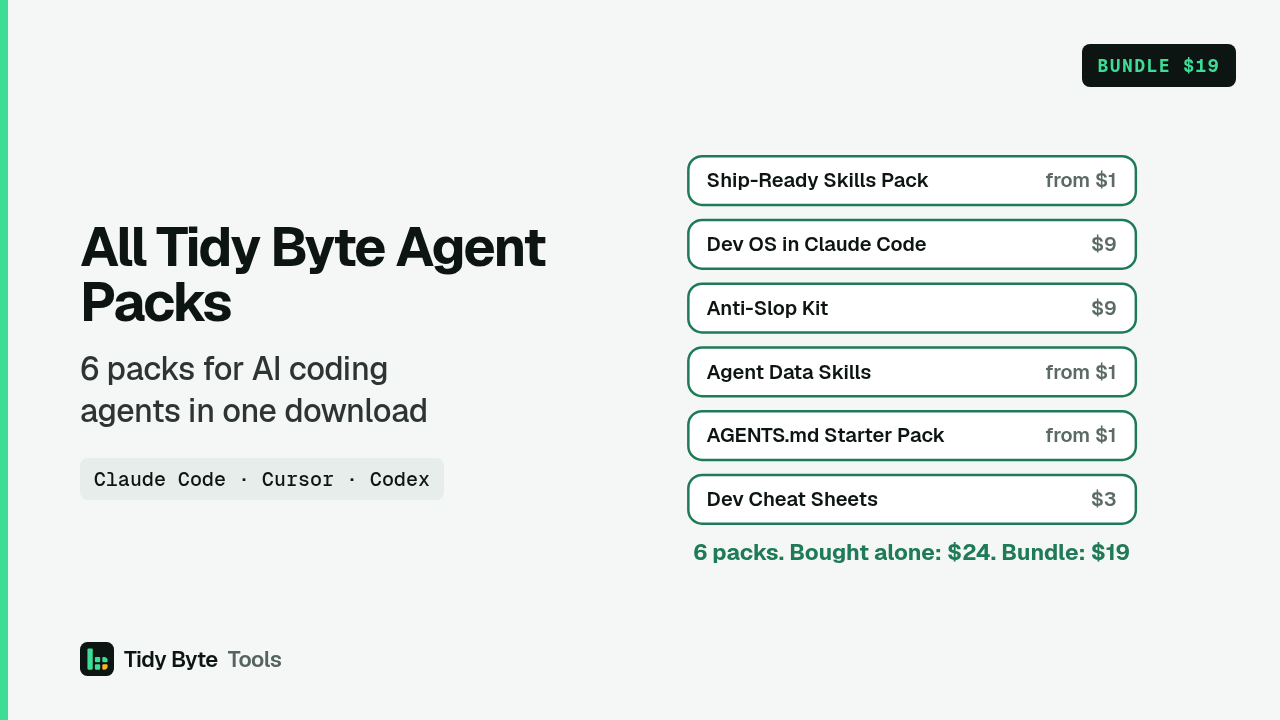 BUNDLE $19
All Tidy Byte Agent
Packs
6 packs for AI coding
agents in one download
Claude Code · Cursor · Codex
Ship-Ready Skills Pack from $1
Dev OS in Claude Code $9
Anti-Slop Kit $9
Agent Data Skills from $1
AGENTS.md Starter Pack from $1
Dev Cheat Sheets $3
6 packs. Bought alone: $24. Bundle: $19
Tidy Byte Tools